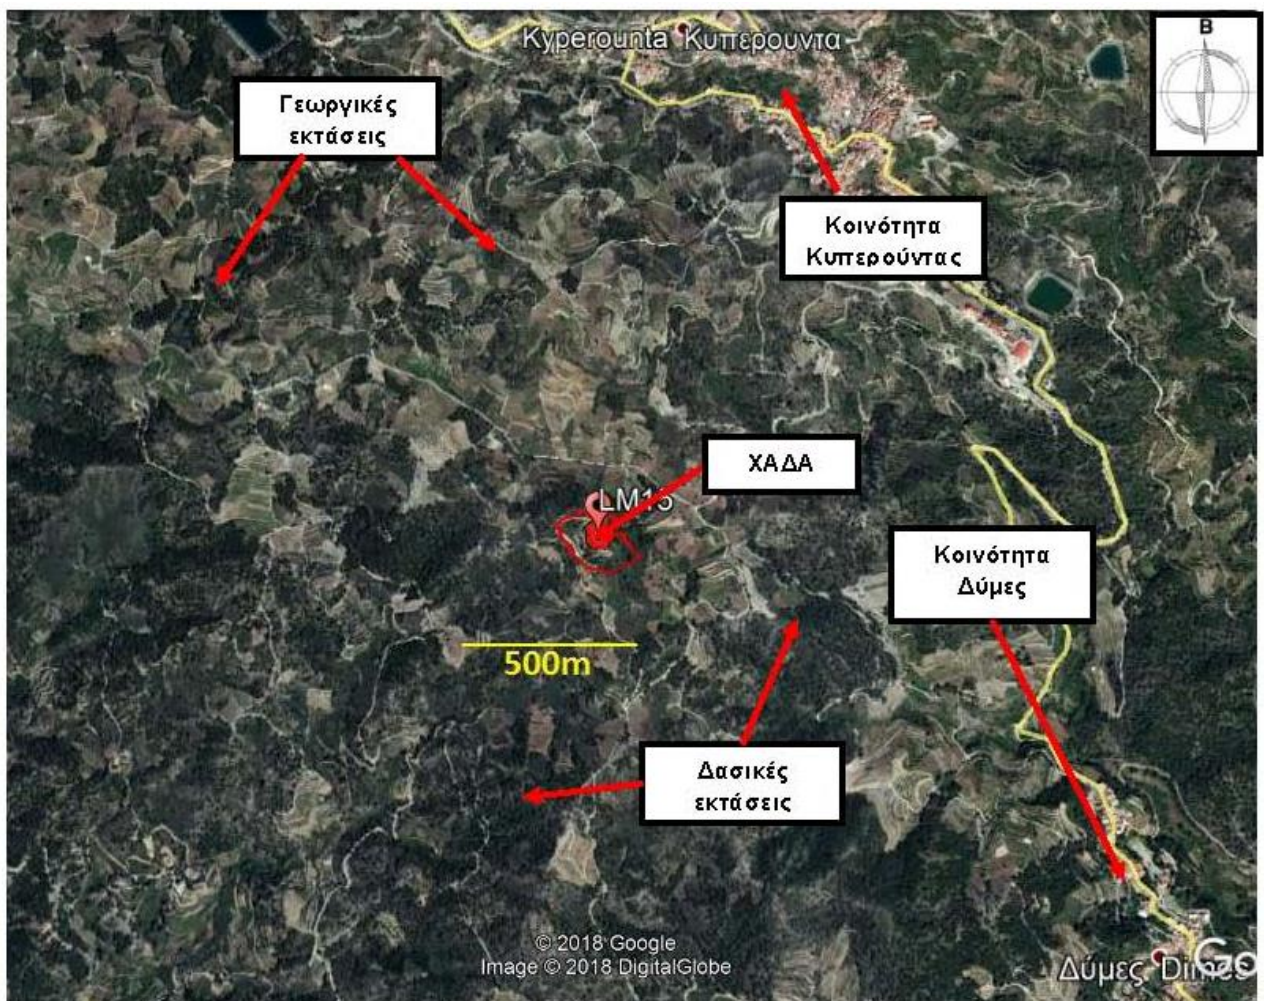 Kyperounta Κυπερουντα
Β
Γεωργικές
εκτάσεις
Κοινότητα
Κυπερούντας
ΧΑΔΑ
LM15
Κοινότητα
Δύμες
500m
Δασικές
εκτάσεις
© 2018 Google
Image © 2018 DigitalGlobe
Δύμες Dimes
Go